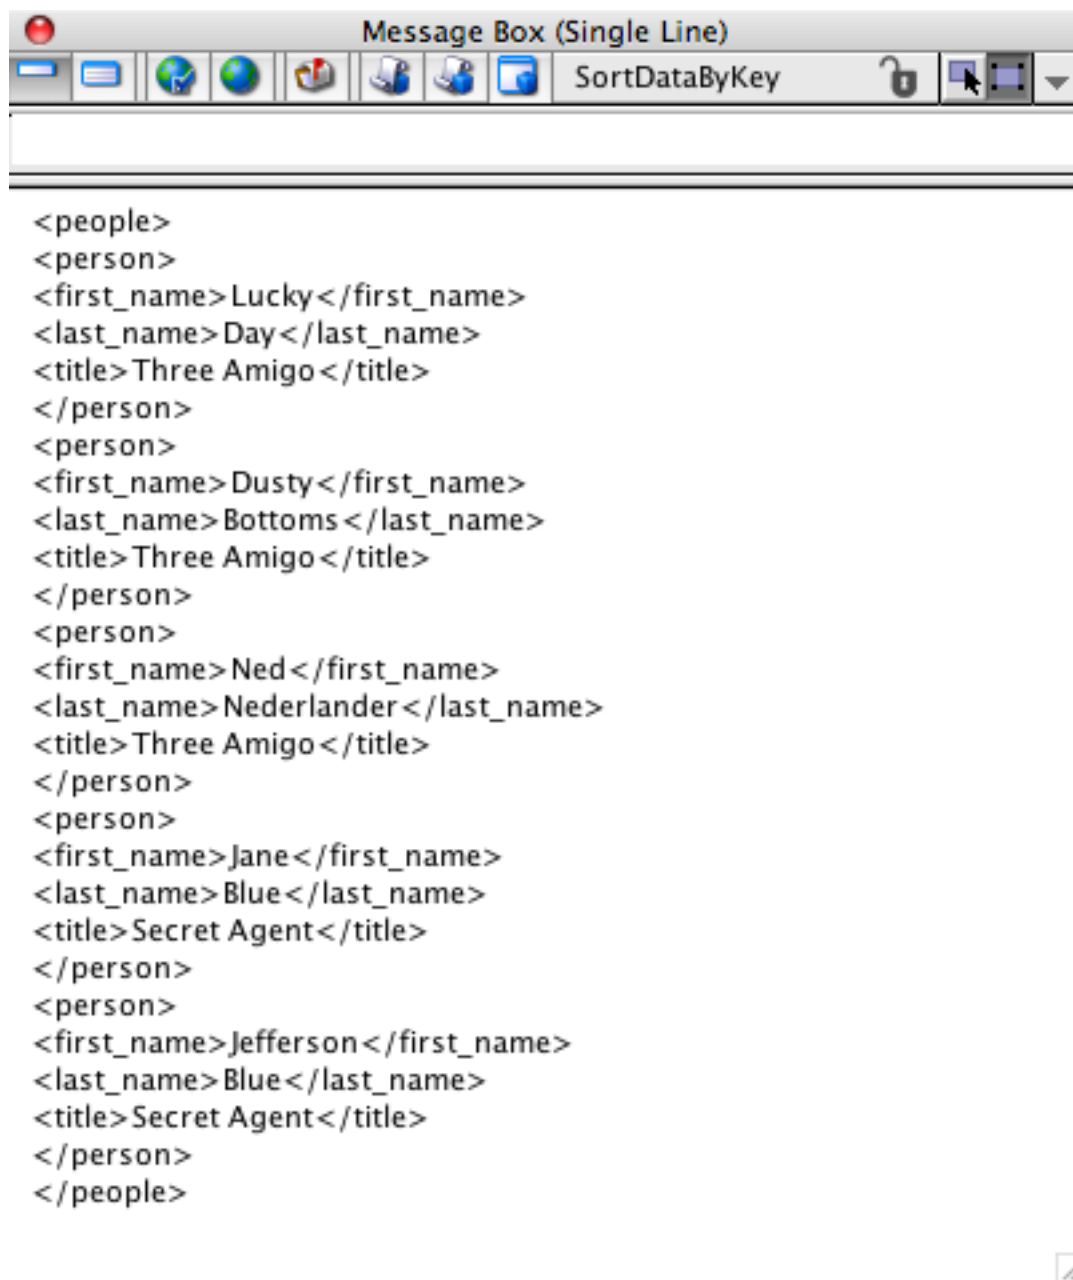 Message Box (Single Line)
SortDataByKey
<people>
<person>
<first_name>Lucky</first_name>
<last_name>Day</last_name>
<title>Three Amigo</title>
</person>
<person>
<first_name>Dusty</first_name>
<last_name>Bottoms</last_name>
<title>Three Amigo</title>
</person>
<person>
<first_name>Ned</first_name>
<last_name>Nederlander</last_name>
<title>Three Amigo</title>
</person>
<person>
<first_name>Jane</first_name>
<last_name>Blue</last_name>
<title>Secret Agent</title>
</person>
<person>
<first_name>Jefferson</first_name>
<last_name>Blue</last_name>
<title>Secret Agent</title>
</person>
</people>